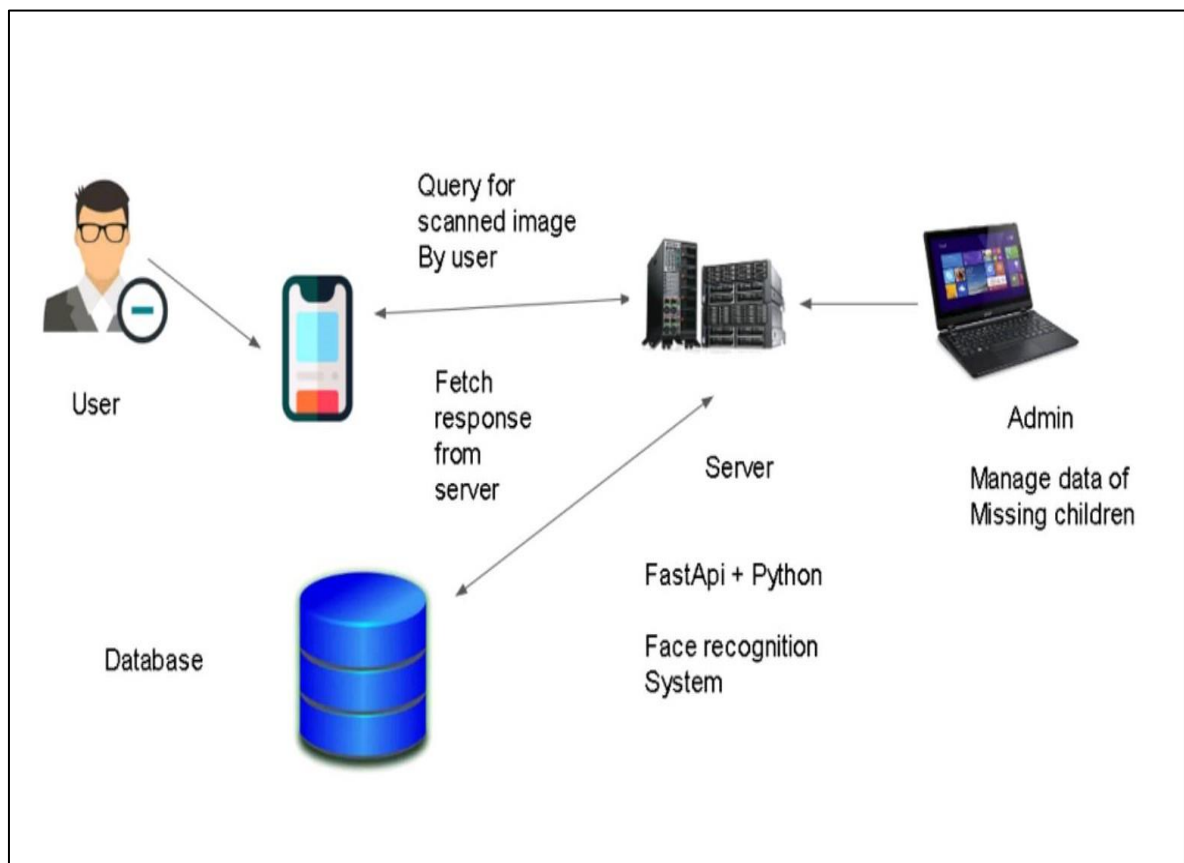 Query for
scanned image
By user
User
Fetch
response
from
server
Server
Admin
Manage data of
Missing children
FastApi + Python
Face recognition
System
Database